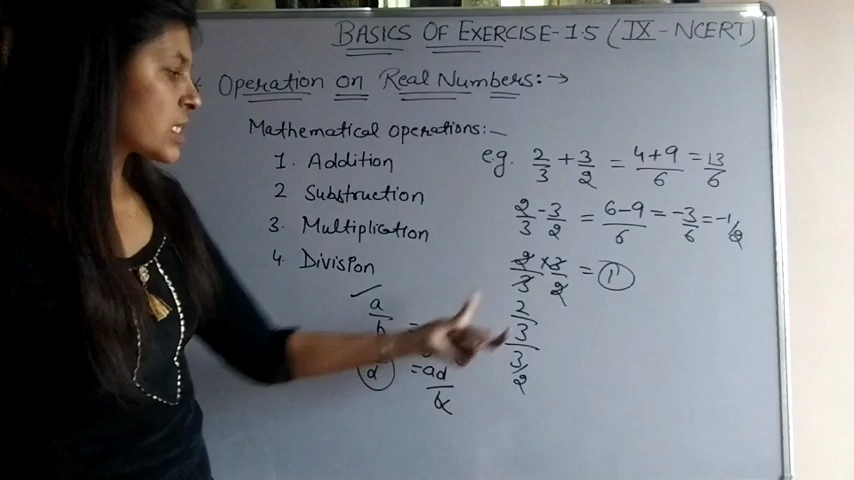 BASICS OF EXERCISE-1.5 (IX - NCERT)
* Operation on Real Numbers:→
Mathematical operations:-
1. Addition
2 Substruction
3. Multiplication
4. Division
e.g. 2/3 + 3/2 = 4+9/6 = 13/6
2/3 - 3/2 = 6-9/6 = -3/6 = -1/2
2/3 × 3/2 = 1
✓ a/b
d
= ad/bc
2/3
3/2